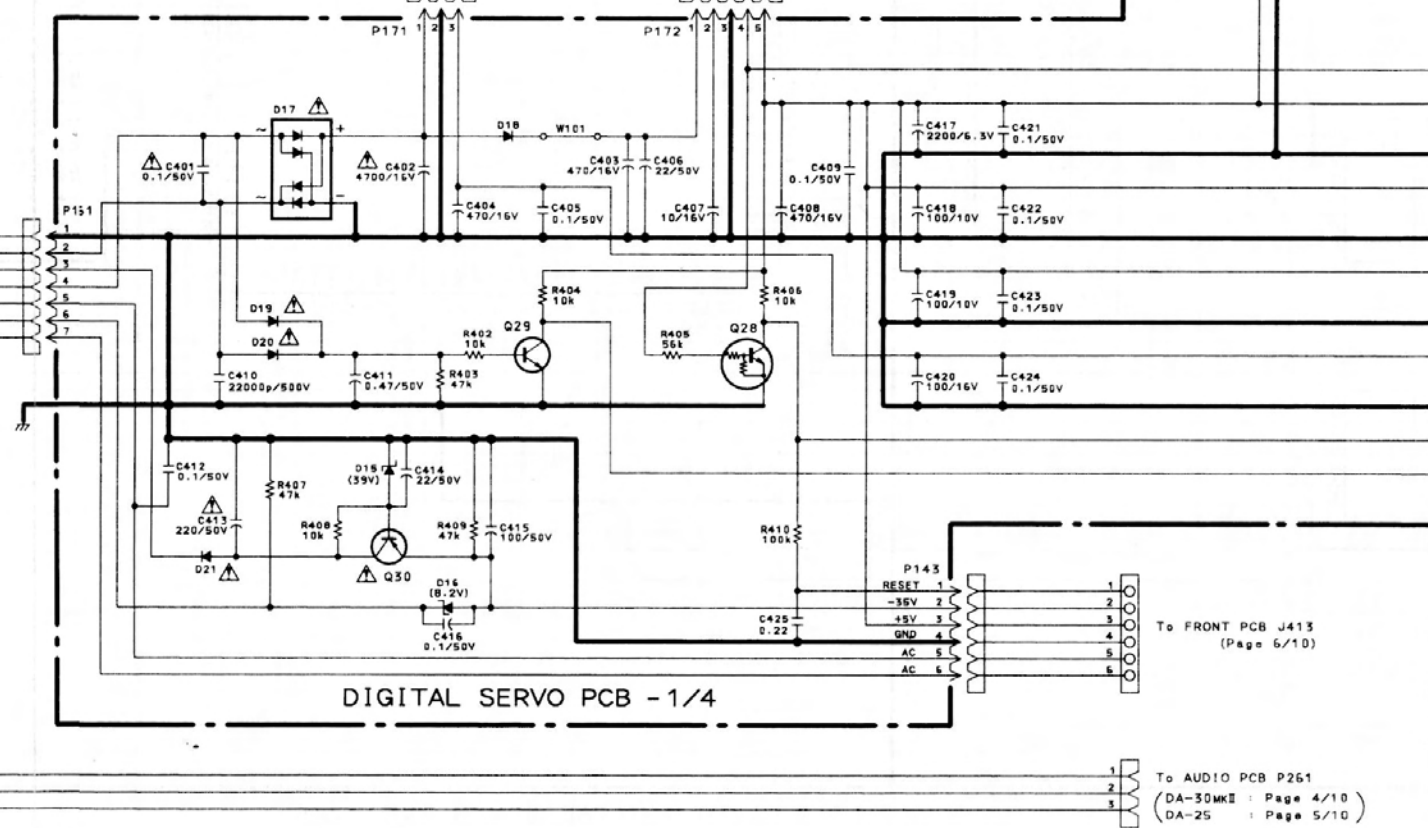 P171 1 2 3
P172 1 2 3 4 5
D17
D18 W101
C401
0.1/50V
C402
4700/16V
C403
470/16V
C406
22/50V
C404
470/16V
C405
0.1/50V
C407
10/16V
C408
470/16V
C409
0.1/50V
C417
2200/6.3V
C421
0.1/50V
C418
100/10V
C422
0.1/50V
C419
100/10V
C423
0.1/50V
C420
100/16V
C424
0.1/50V
P151
1
2
3
4
5
6
7
~
~
+
-
D19
D20
C410
22000p/500V
C411
0.47/50V
R402
10k
R403
47k
R404
10k
Q29
R405
56k
R406
10k
Q28
C412
0.1/50V
C413
220/50V
D21
R407
47k
R408
10k
D15
(39V)
C414
22/50V
Q30
R409
47k
C415
100/50V
D16
(8.2V)
C416
0.1/50V
R410
100k
C425
0.22
P143
RESET 1
-35V 2
+5V 3
GND 4
AC 5
AC 6
1
2
3
4
5
6
To FRONT PCB J413
(Page 6/10)
DIGITAL SERVO PCB -1/4
1
2
3
To AUDIO PCB P261
(DA-30MKⅡ : Page 4/10)
(DA-25 : Page 5/10)